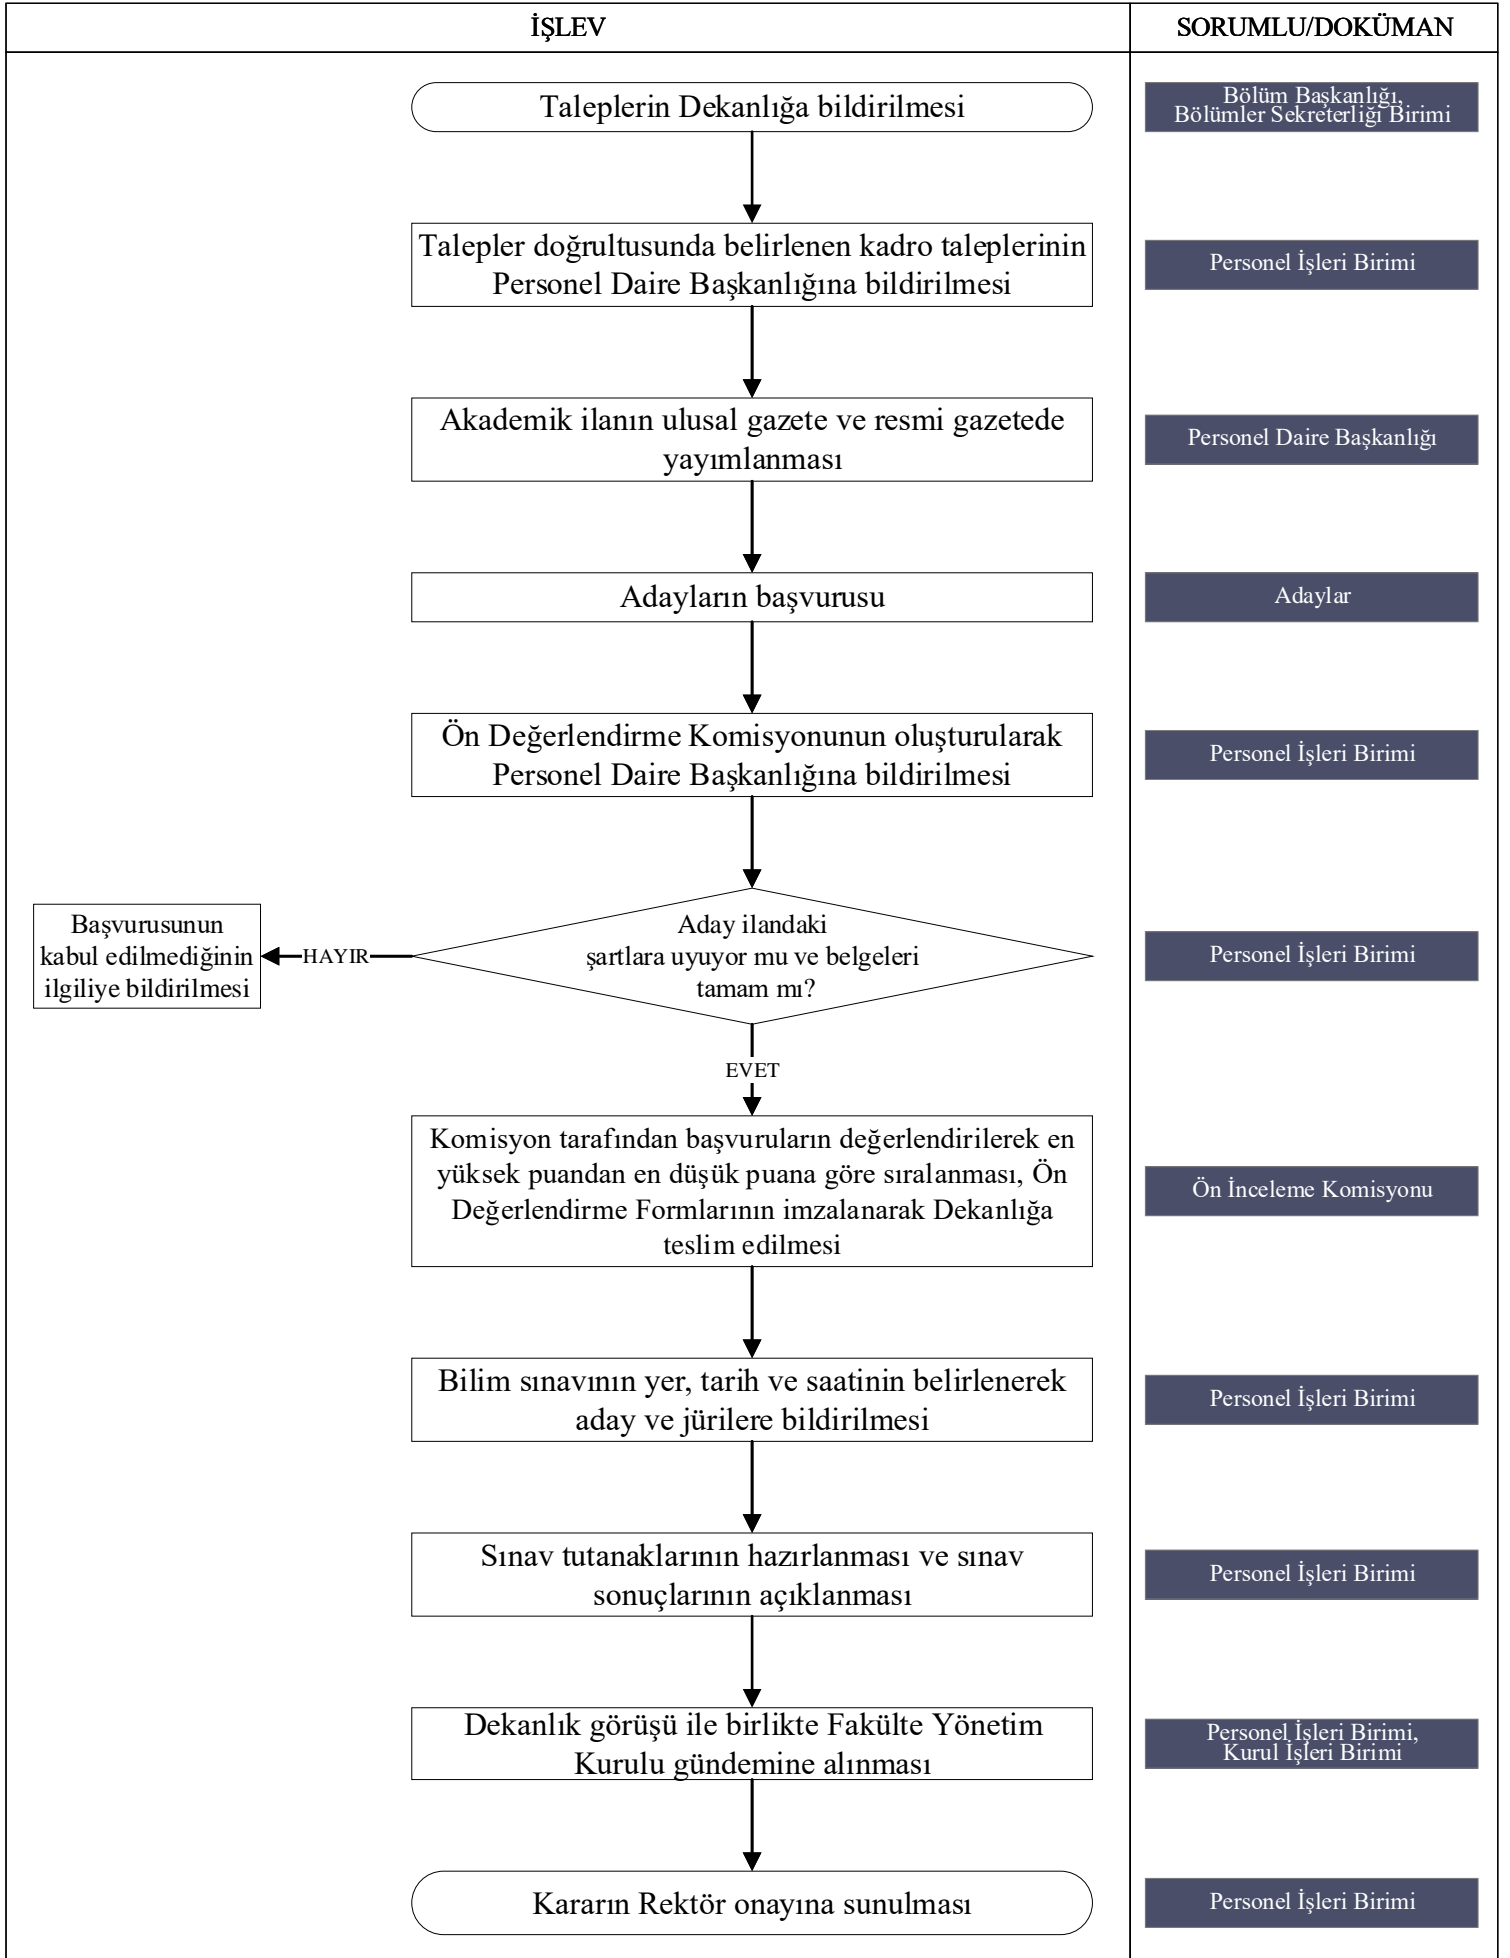 İŞLEV
SORUMLU/DOKÜMAN
Taleplerin Dekanlığa bildirilmesi
Bölüm Başkanlığı,
Bölümler Sekreterliği Birimi
Talepler doğrultusunda belirlenen kadro taleplerinin
Personel Daire Başkanlığına bildirilmesi
Personel İşleri Birimi
Akademik ilanın ulusal gazete ve resmi gazetede
yayımlanması
Personel Daire Başkanlığı
Adayların başvurusu
Adaylar
Ön Değerlendirme Komisyonunun oluşturularak
Personel Daire Başkanlığına bildirilmesi
Personel İşleri Birimi
Başvurusunun
kabul edilmediğinin
ilgiliye bildirilmesi
HAYIR
Aday ilandaki
şartlara uyuyor mu ve belgeleri
tamam mı?
Personel İşleri Birimi
EVET
Komisyon tarafından başvuruların değerlendirilerek en
yüksek puandan en düşük puana göre sıralanması, Ön
Değerlendirme Formlarının imzalanarak Dekanlığa
teslim edilmesi
Ön İnceleme Komisyonu
Bilim sınavının yer, tarih ve saatinin belirlenerek
aday ve jürilere bildirilmesi
Personel İşleri Birimi
Sınav tutanaklarının hazırlanması ve sınav
sonuçlarının açıklanması
Personel İşleri Birimi
Dekanlık görüşü ile birlikte Fakülte Yönetim
Kurulu gündemine alınması
Personel İşleri Birimi,
Kurul İşleri Birimi
Kararın Rektör onayına sunulması
Personel İşleri Birimi